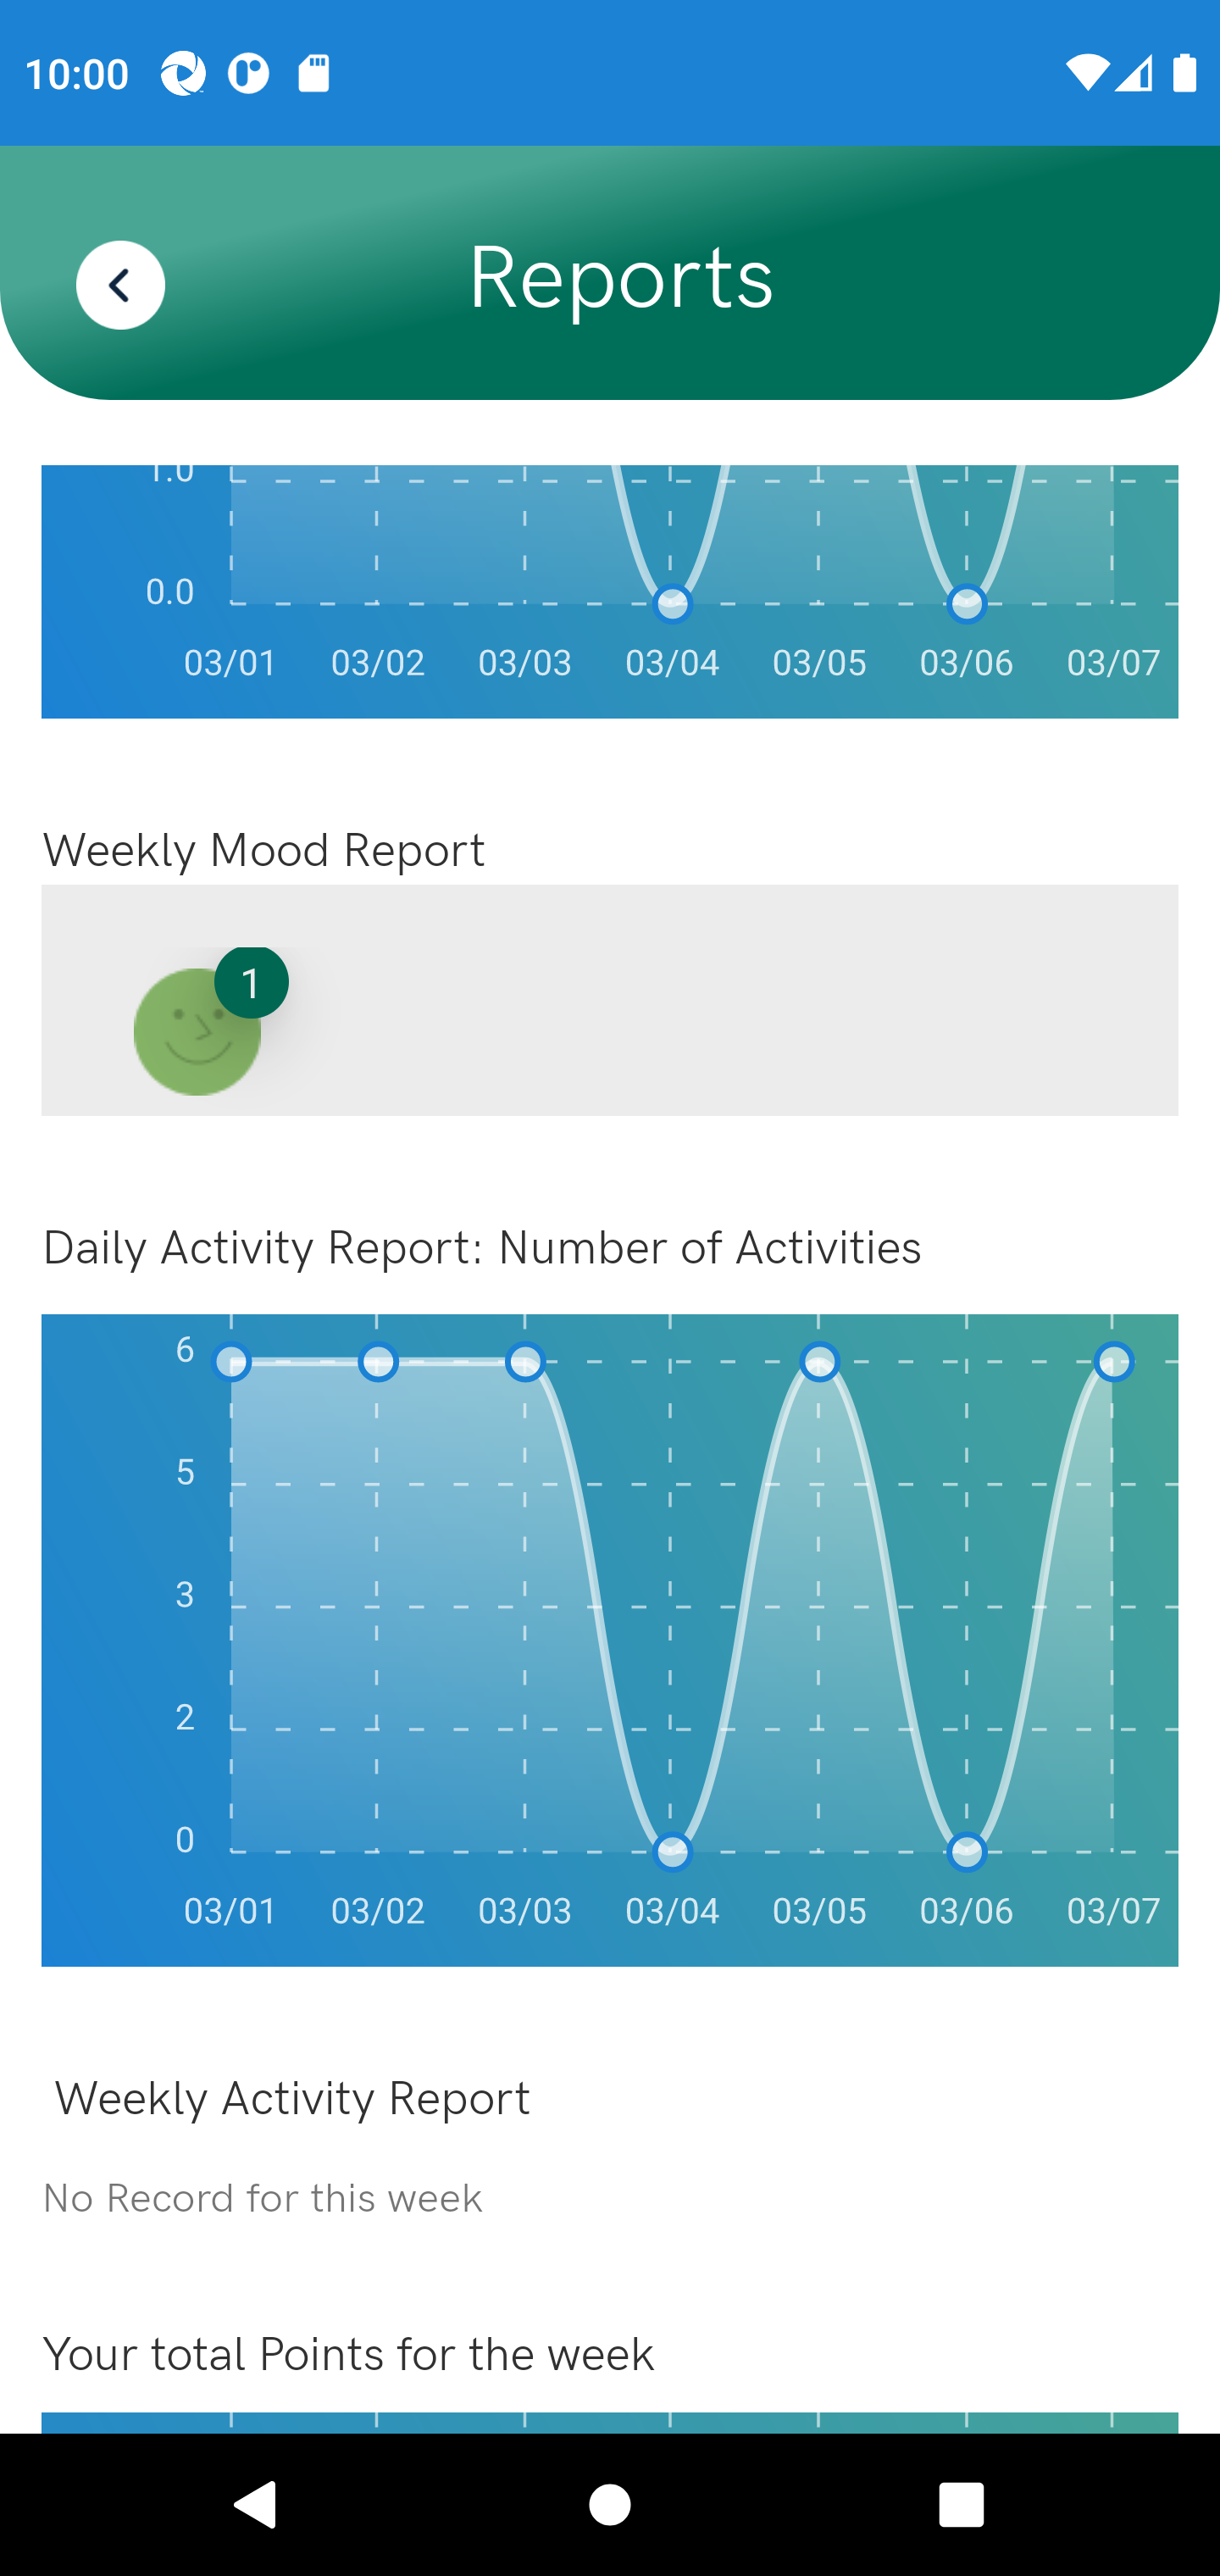 10:00
Reports
1.0
0.0
03/01 03/02 03/03 03/04 03/05 03/06 03/07
Weekly Mood Report
1
Daily Activity Report: Number of Activities
6
5
3
2
0
03/01 03/02 03/03 03/04 03/05 03/06 03/07
Weekly Activity Report
No Record for this week
Your total Points for the week